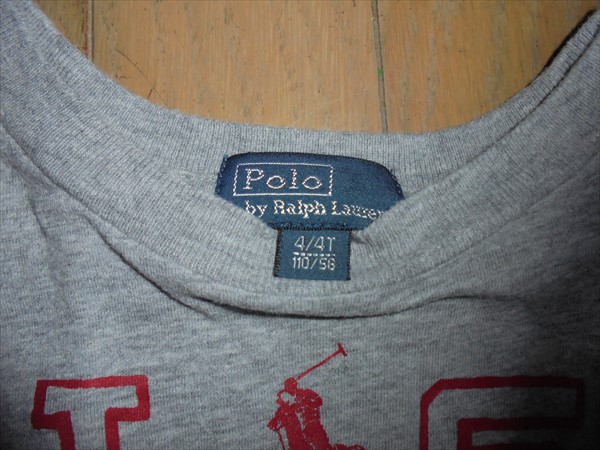 Polo
by Ralph Lauren
4/4T
110/56